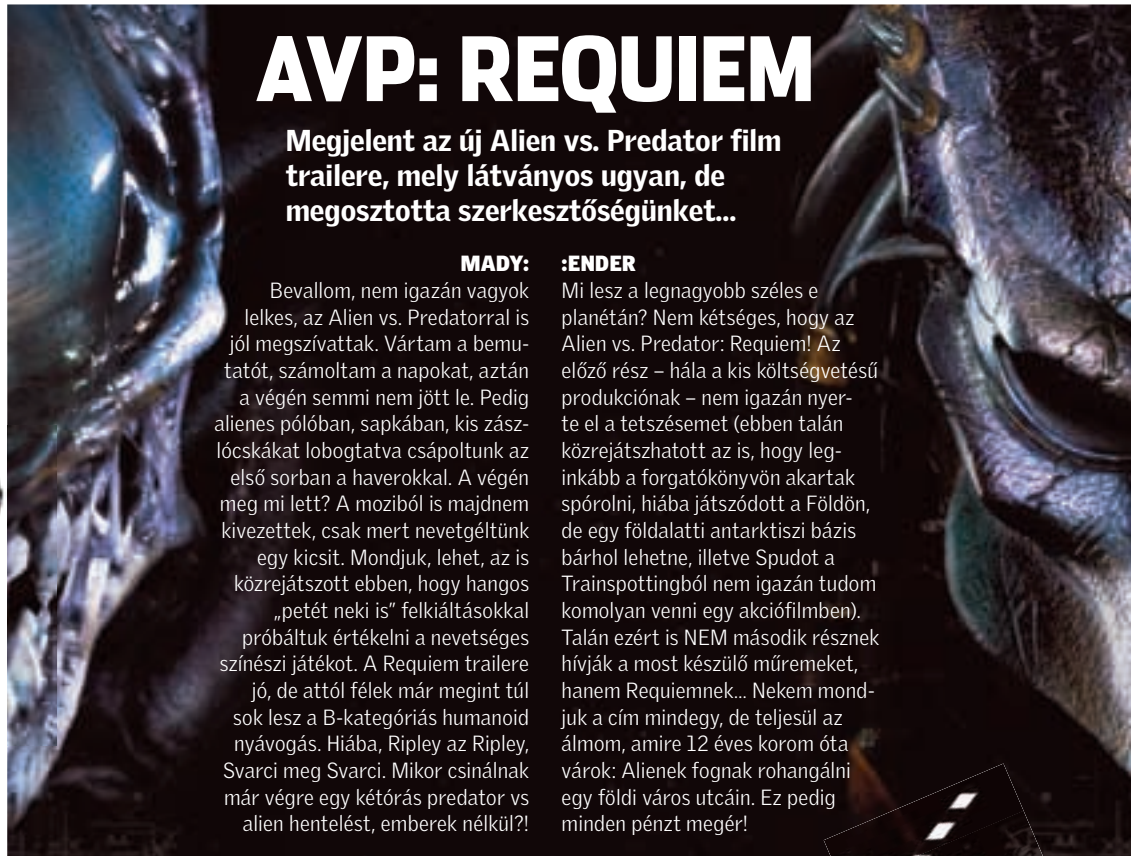 AVP: REQUIEM
Megjelent az új Alien vs. Predator film
trailere, mely látványos ugyan, de
megosztotta szerkesztőségünket...
MADY:
Bevallom, nem igazán vagyok
lelkes, az Alien vs. Predatorral is
jól megszívattak. Vártam a bemu-
tatót, számoltam a napokat, aztán
a végén semmi nem jött le. Pedig
alienes pólóban, sapkában, kis zász-
lócskákat lobogtatva csápoltunk az
első sorban a haverokkal. A végén
meg mi lett? A moziból is majdnem
kivezettek, csak mert nevetgéltünk
egy kicsit. Mondjuk, lehet, az is
közrejátszott ebben, hogy hangos
„petét neki is” felkiáltásokkal
próbáltuk értékelni a nevetséges
színészi játékot. A Requiem trailere
jó, de attól félek már megint túl
sok lesz a B-kategóriás humanoid
nyávogás. Hiába, Ripley az Ripley,
Svarci meg Svarci. Mikor csinálnak
már végre egy kétórás predator vs
alien hentelést, emberek nélkül?!
:ENDER
Mi lesz a legnagyobb széles e
planétán? Nem kétséges, hogy az
Alien vs. Predator: Requiem! Az
előző rész – hála a kis költségvetésű
produkciónak – nem igazán nyer-
te el a tetszésemet (ebben talán
közrejátszhatott az is, hogy leg-
inkább a forgatókönyvön akartak
spórolni, hiába játszódott a Földön,
de egy földalatti antarktiszi bázis
bárhol lehetne, illetve Spudot a
Trainspottingból nem igazán tudom
komolyan venni egy akciófilmben).
Talán ezért is NEM második résznek
hívják a most készülő műremeket,
hanem Requiemnek... Nekem mond-
juk a cím mindegy, de teljesül az
álmom, amire 12 éves korom óta
várok: Alienek fognak rohangálni
egy földi város utcáin. Ez pedig
minden pénzt megér!